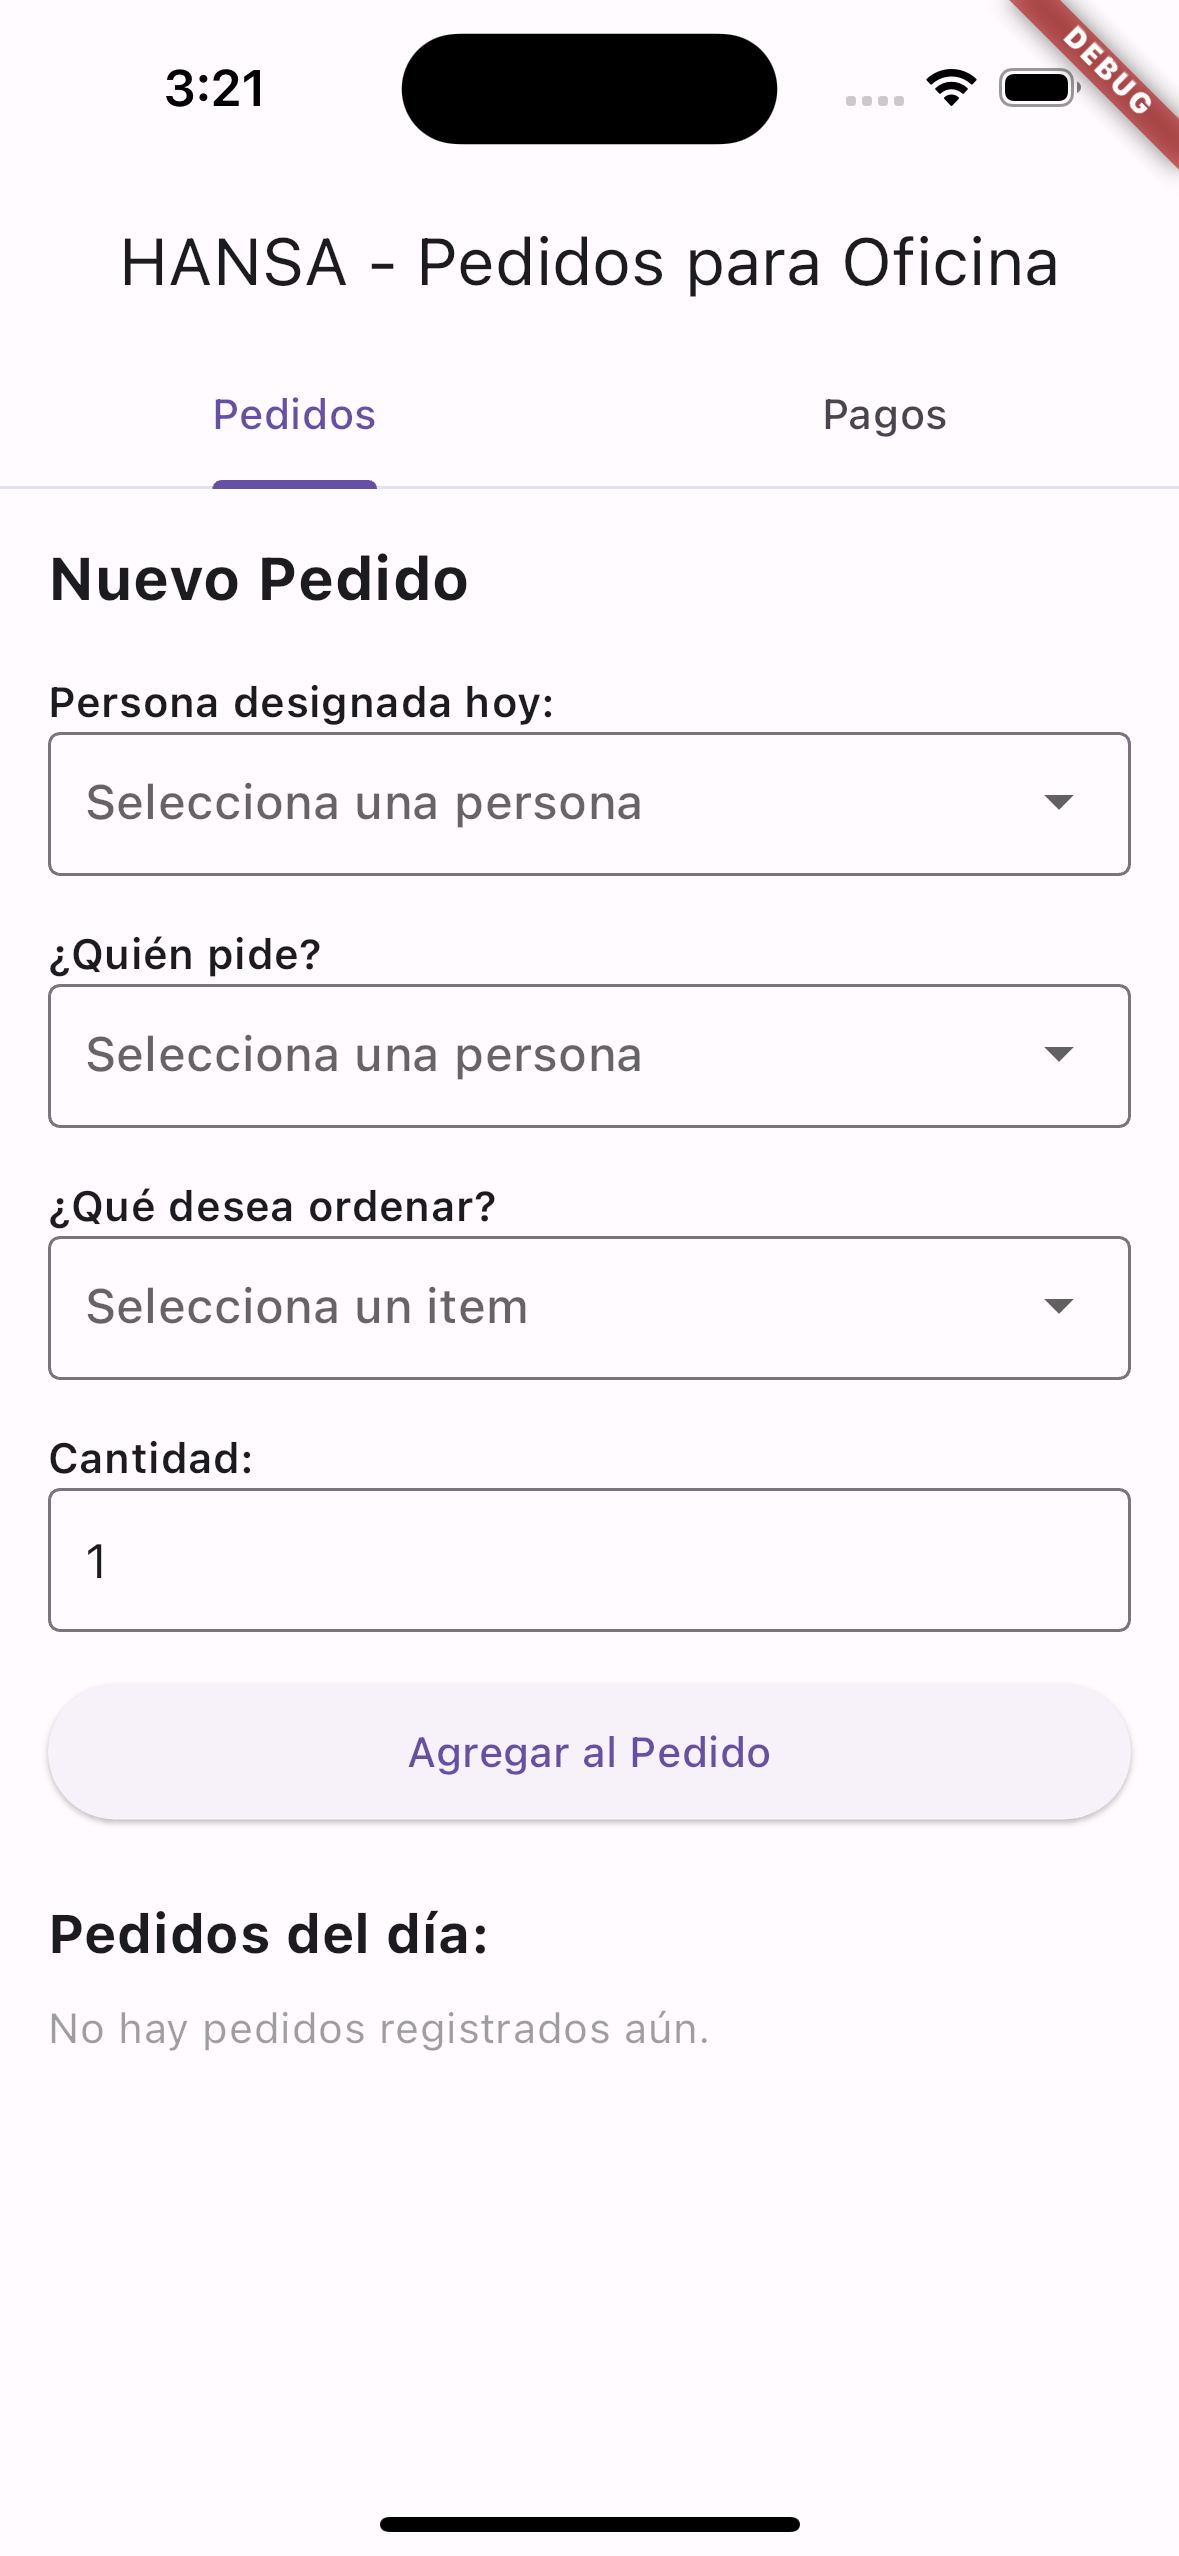 3:21
DEBUG
HANSA - Pedidos para Oficina
Pedidos
Pagos
Nuevo Pedido
Persona designada hoy:
Selecciona una persona
¿Quién pide?
Selecciona una persona
¿Qué desea ordenar?
Selecciona un item
Cantidad:
1
Agregar al Pedido
Pedidos del día:
No hay pedidos registrados aún.